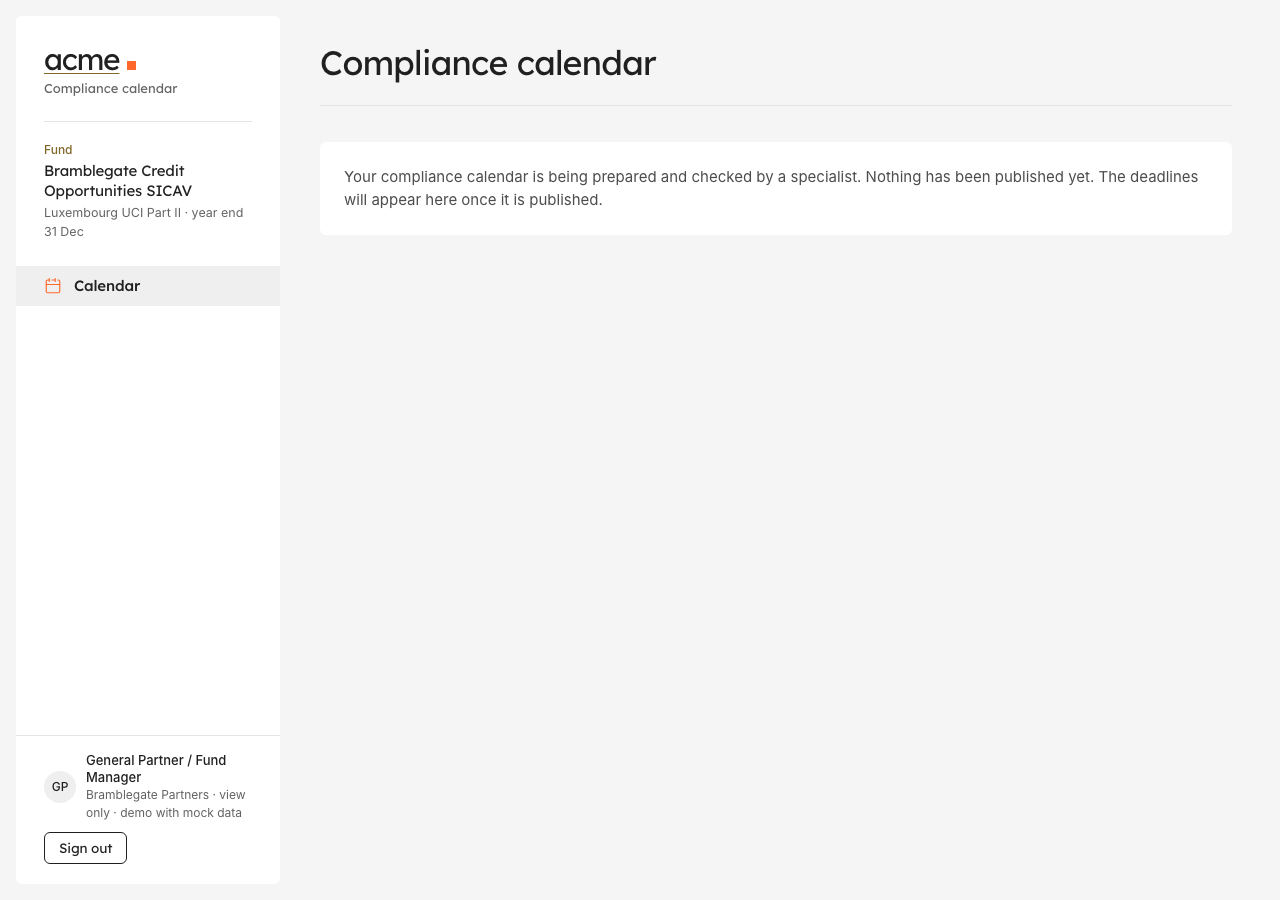 acme
Compliance calendar
Fund
Bramblegate Credit
Opportunities SICAV
Luxembourg UCI Part II · year end
31 Dec
Calendar
General Partner / Fund
Manager
GP
Bramblegate Partners · view
only · demo with mock data
Sign out
Compliance calendar
Your compliance calendar is being prepared and checked by a specialist. Nothing has been published yet. The deadlines
will appear here once it is published.